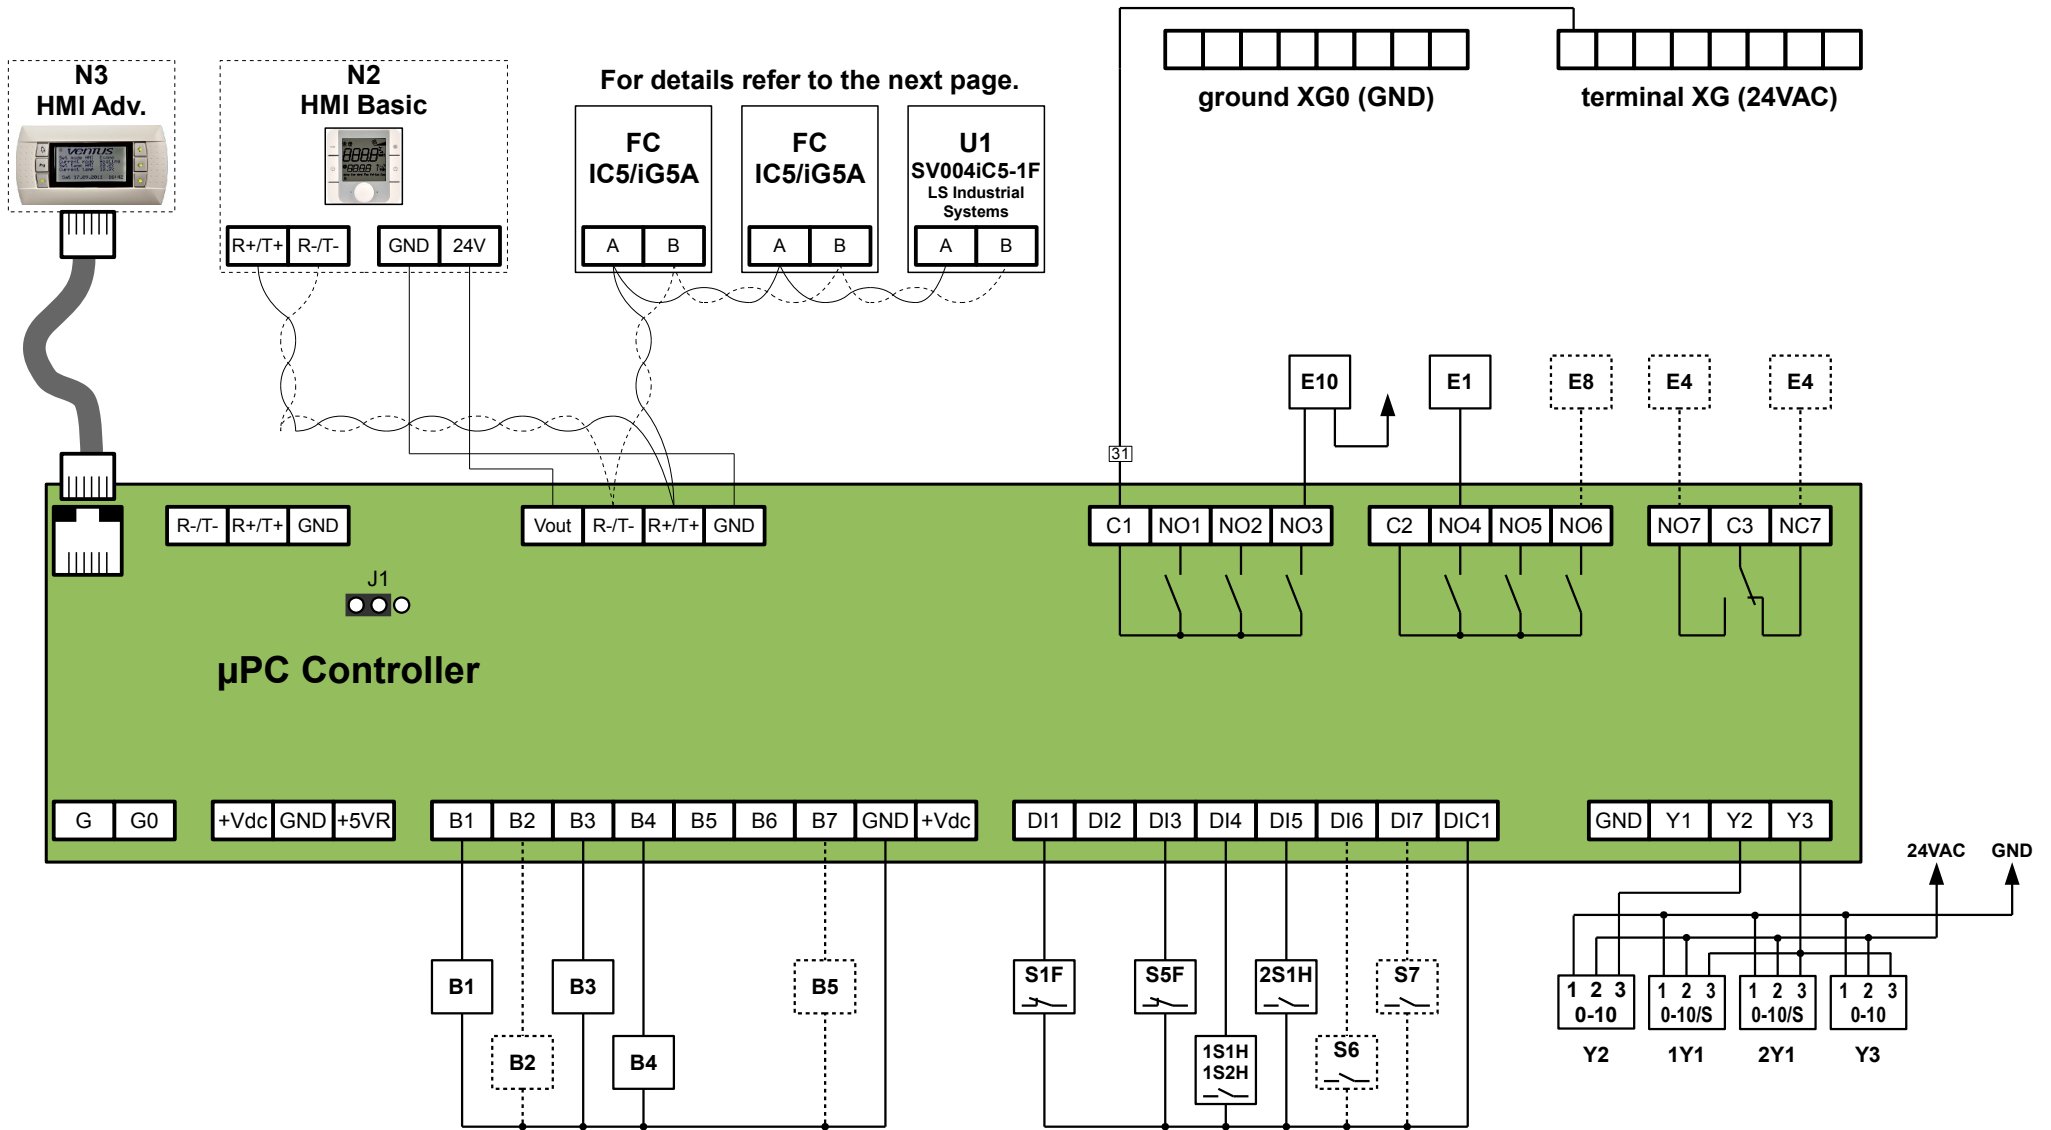 ground XG0 (GND)
terminal XG (24VAC)
N3
HMI Adv.
VENTUS
N2
HMI Basic
R+/T+ R-/T- GND 24V
For details refer to the next page.
FC
IC5/iG5A
A B
FC
IC5/iG5A
A B
U1
SV004iC5-1F
LS Industrial
Systems
A B
31
E10 E1 E8 E4 E4
R-/T- R+/T+ GND
Vout R-/T- R+/T+ GND
C1 NO1 NO2 NO3
C2 NO4 NO5 NO6
NO7 C3 NC7
J1
µPC Controller
G G0
+Vdc GND +5VR
B1 B2 B3 B4 B5 B6 B7 GND +Vdc
DI1 DI2 DI3 DI4 DI5 DI6 DI7 DIC1
GND Y1 Y2 Y3
24VAC GND
B1 B3 B5
B2 B4
S1F S5F 2S1H S7
1S1H
1S2H
S6
1 2 3
0-10
Y2
1 2 3
0-10/S
1Y1
1 2 3
0-10/S
2Y1
1 2 3
0-10
Y3